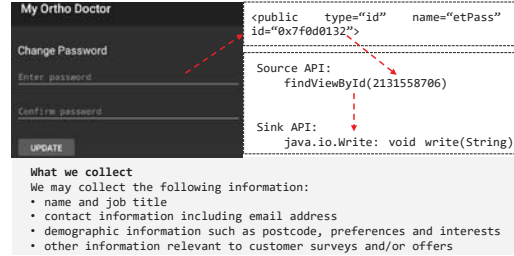 My Ortho Doctor
Change Password
Enter password
Confirm password
UPDATE
<public type="id" name="etPass"
id="0x7f0d0132">
Source API:
findViewById(2131558706)
Sink API:
java.io.Write: void write(String)
What we collect
We may collect the following information:
• name and job title
• contact information including email address
• demographic information such as postcode, preferences and interests
• other information relevant to customer surveys and/or offers